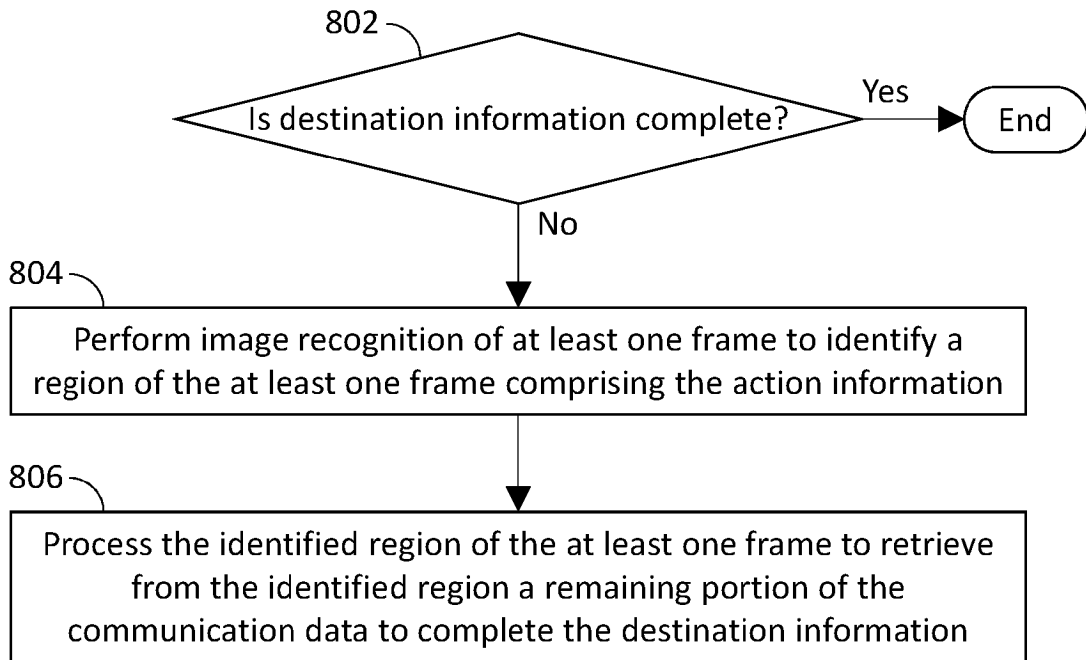 802
Is destination information complete?
Yes
End
No
804
Perform image recognition of at least one frame to identify a
region of the at least one frame comprising the action information
806
Process the identified region of the at least one frame to retrieve
from the identified region a remaining portion of the
communication data to complete the destination information